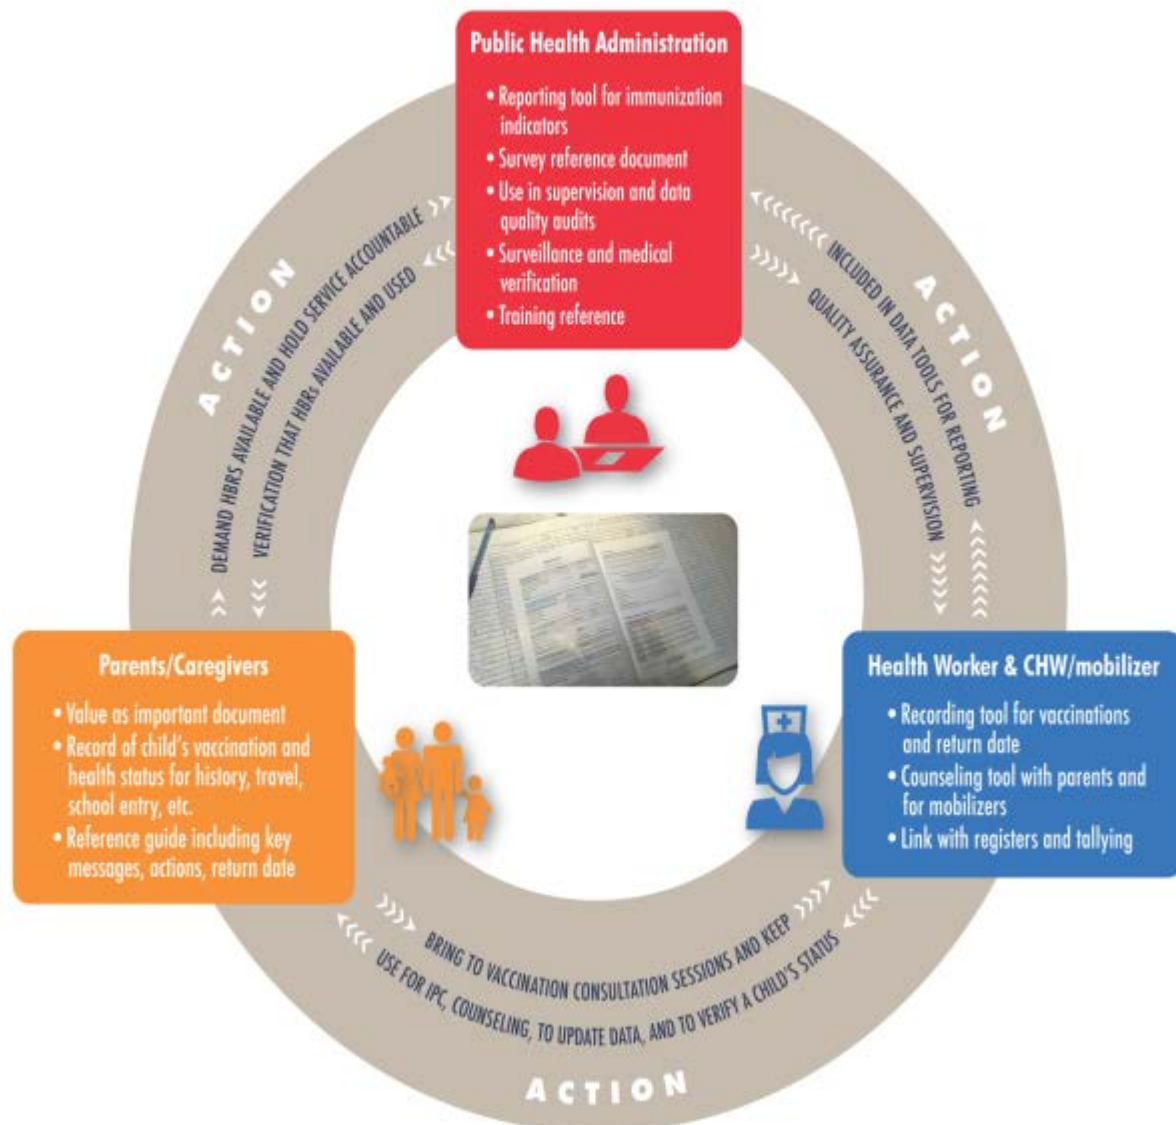 Public Health Administration
• Reporting tool for immunization
indicators
• Survey reference document
• Use in supervision and data
quality audits
• Surveillance and medical
verification
• Training reference
ACTION
DEMAND HBRS AVAILABLE AND HOLD SERVICE ACCOUNTABLE
VERIFICATION THAT HBRs AVAILABLE AND USED
ACTION
INCLUDED IN DATA TOOLS FOR REPORTING
QUALITY ASSURANCE AND SUPERVISION
Parents/Caregivers
• Value as important document
• Record of child's vaccination and
health status for history, travel,
school entry, etc.
• Reference guide including key
messages, actions, return date
Health Worker & CHW/mobilizer
• Recording tool for vaccinations
and return date
• Counseling tool with parents and
for mobilizers
• Link with registers and tallying
BRING TO VACCINATION CONSULTATION SESSIONS AND KEEP
USE FOR IPC, COUNSELING, TO UPDATE DATA, AND TO VERIFY A CHILD'S STATUS
ACTION